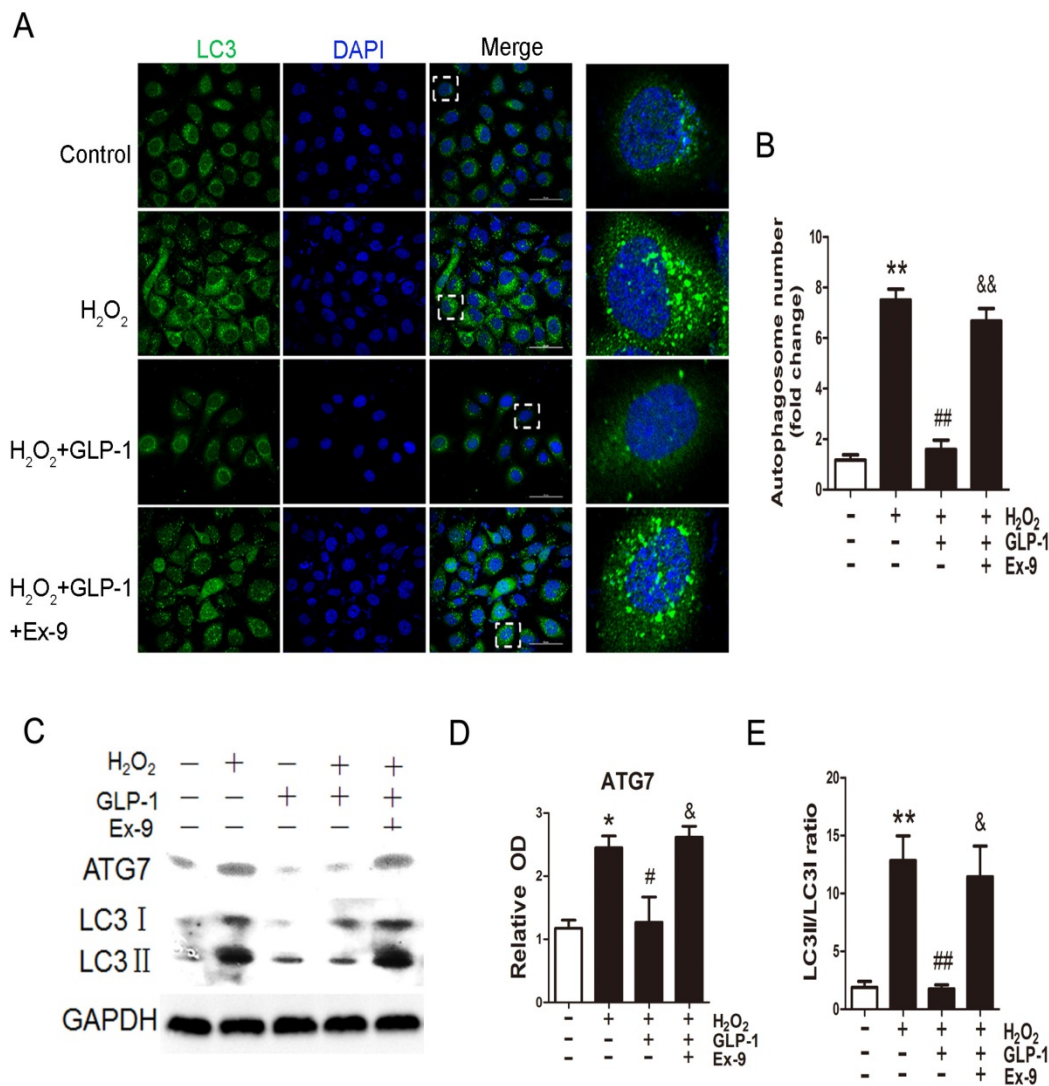 A
LC3 DAPI Merge
Control
H₂O₂
H₂O₂+GLP-1
H₂O₂+GLP-1
+Ex-9
B
Autophagosome number
(fold change)
10
8
6
4
2
0
** ## &&
- + + + H₂O₂
- - + + GLP-1
- - - + Ex-9
C
H₂O₂ - + - + +
GLP-1 - - + + +
Ex-9 - - - - +
ATG7
LC3 I
LC3 II
GAPDH
D
ATG7
Relative OD
3
2
1
0
* # &
- + + + H₂O₂
- - + + GLP-1
- - - + Ex-9
E
LC3II/LC3I ratio
20
15
10
5
0
** ## &
- + + + H₂O₂
- - + + GLP-1
- - - + Ex-9